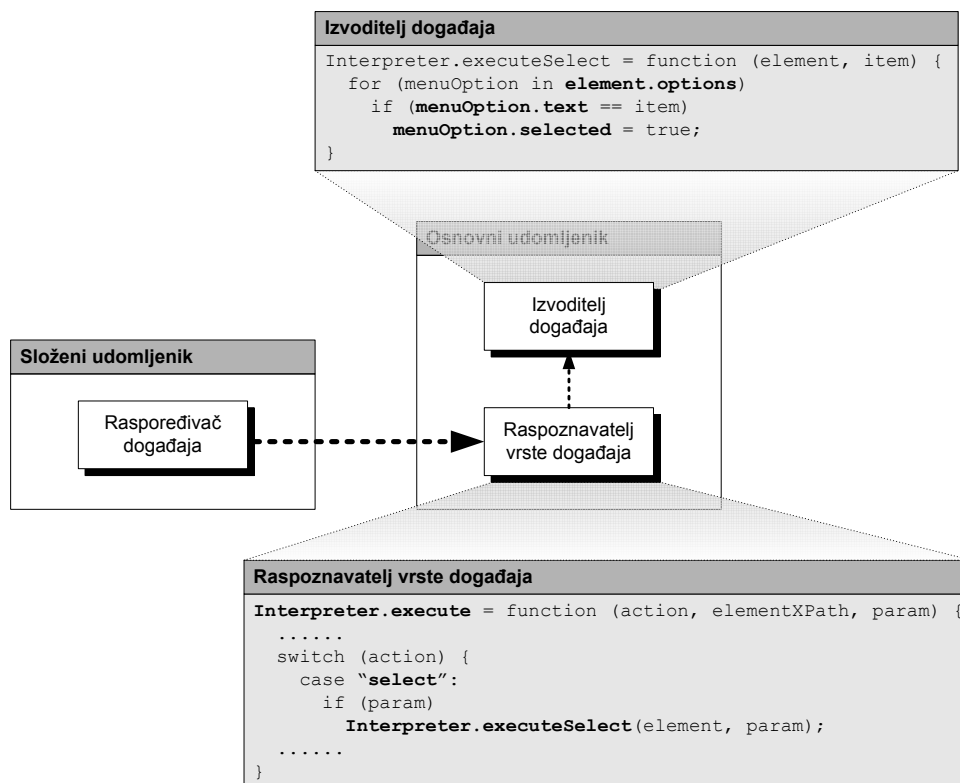 Izvoditelj događaja
Interpreter.executeSelect = function (element, item) {
  for (menuOption in element.options)
    if (menuOption.text == item)
      menuOption.selected = true;
}
Osnovni udomljenik
Izvoditelj
događaja
Složeni udomljenik
Raspoređivač
događaja
Raspoznavatelj
vrste događaja
Raspoznavatelj vrste događaja
Interpreter.execute = function (action, elementXPath, param) {
  ......
  switch (action) {
    case “select”:
      if (param)
        Interpreter.executeSelect(element, param);
  ......
}